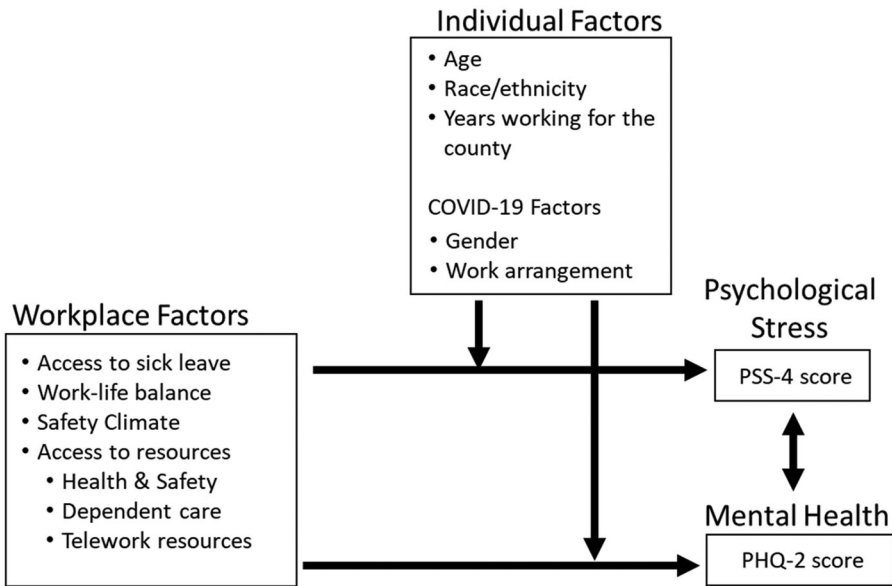 Individual Factors
• Age
• Race/ethnicity
• Years working for the
county
COVID-19 Factors
• Gender
• Work arrangement
Workplace Factors
• Access to sick leave
• Work-life balance
• Safety Climate
• Access to resources
• Health & Safety
• Dependent care
• Telework resources
Psychological
Stress
PSS-4 score
Mental Health
PHQ-2 score